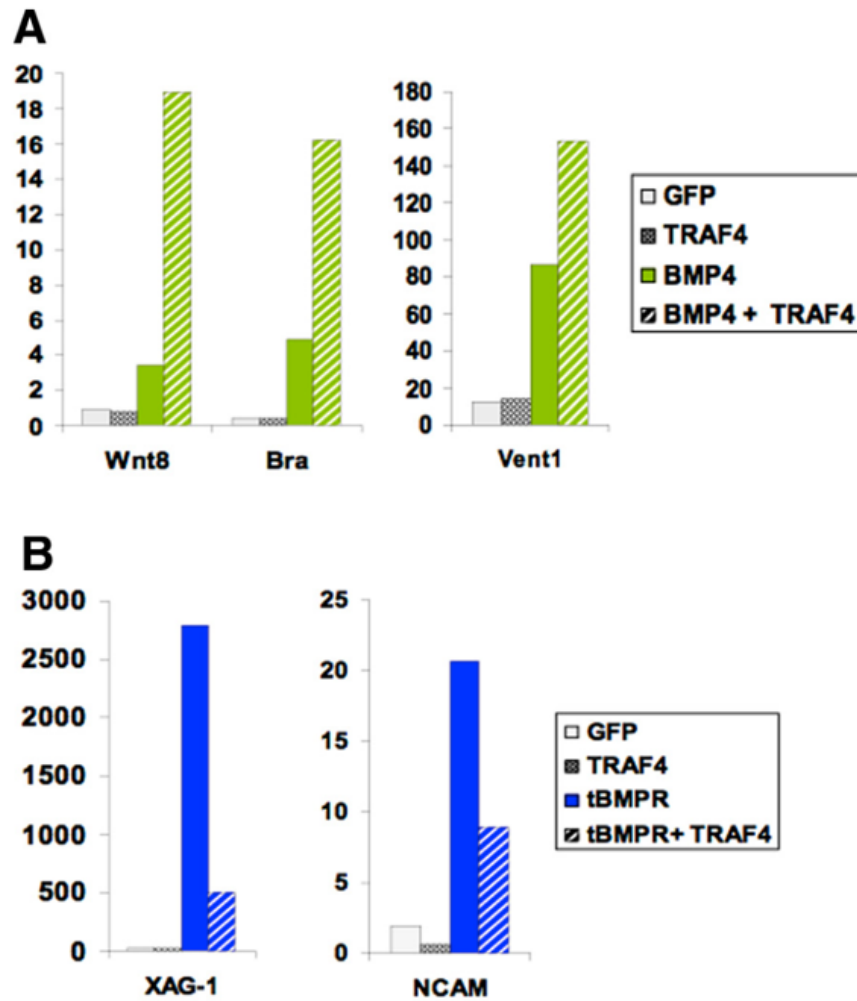 A
20
18
16
14
12
10
8
6
4
2
0
Wnt8 Bra
180
160
140
120
100
80
60
40
20
0
Vent1
GFP
TRAF4
BMP4
BMP4 + TRAF4
B
3000
2500
2000
1500
1000
500
0
XAG-1
25
20
15
10
5
0
NCAM
GFP
TRAF4
tBMPR
tBMPR+ TRAF4